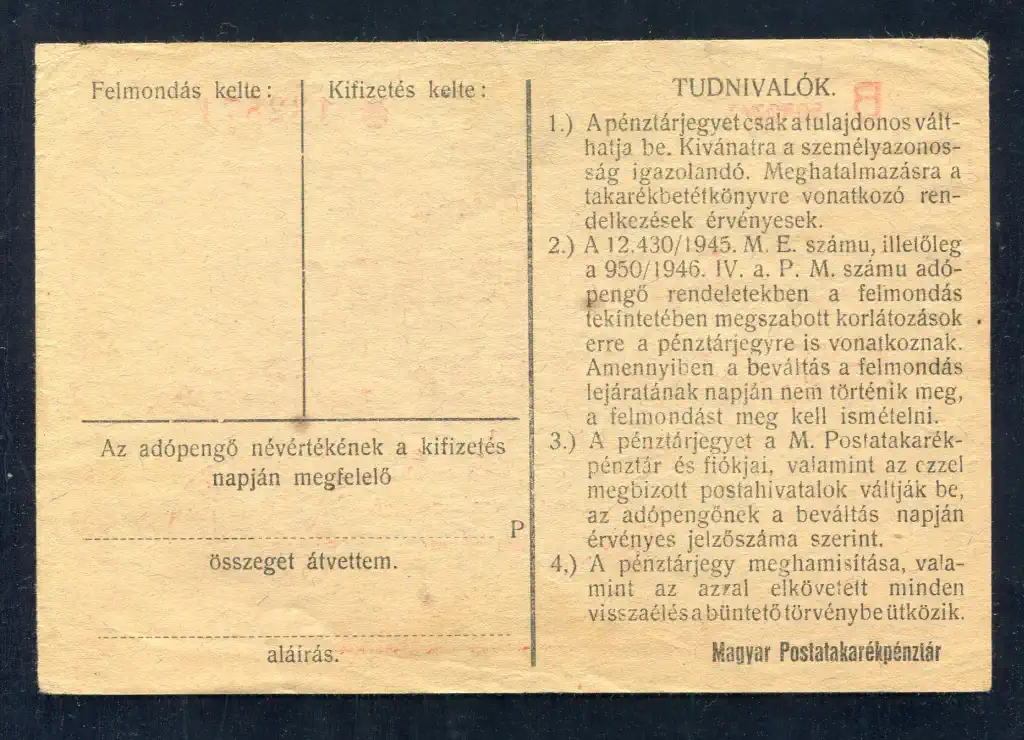 Felmondás kelte:
Kifizetés kelte:
Az adópengő névértékének a kifizetés
napján megfelelő
P
összeget átvettem.
aláírás.
TUDNIVALÓK.
1.) A pénztárjegyet csak a tulajdonos vált-
hatja be. Kivánatra a személyazonos-
ság igazolandó. Meghatalmazásra a
takarékbetétkönyvre vonatkozó ren-
delkezések érvényesek.
2.) A 12.430/1945. M. E. számu, illetőleg
a 950/1946. IV. a. P. M. számu adó-
pengő rendeletekben a felmondás
tekintetében megszabott korlátozások
erre a pénztárjegyre is vonatkoznak.
Amennyiben a beváltás a felmondás
lejáratának napján nem történik meg,
a felmondást meg kell ismételni.
3.) A pénztárjegyet a M. Postatakarék-
pénztár és fiókjai, valamint az ezzel
megbizott postahivatalok váltják be,
az adópengőnek a beváltás napján
érvényes jelzőszáma szerint.
4,) A pénztárjegy meghamisítása, vala-
mint az azzal elkövetett minden
visszaélés a büntető törvénybe ütközik.
Magyar Postatakarékpénztár